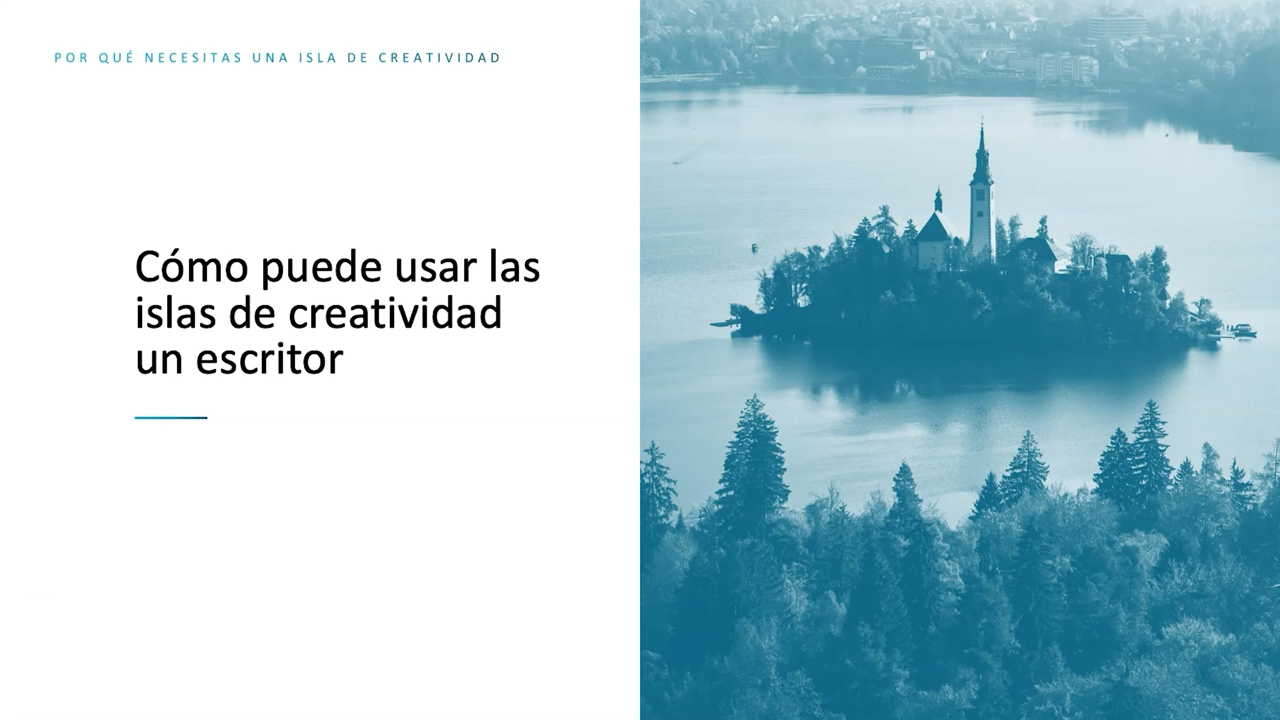 POR QUÉ NECESITAS UNA ISLA DE CREATIVIDAD
Cómo puede usar las
islas de creatividad
un escritor